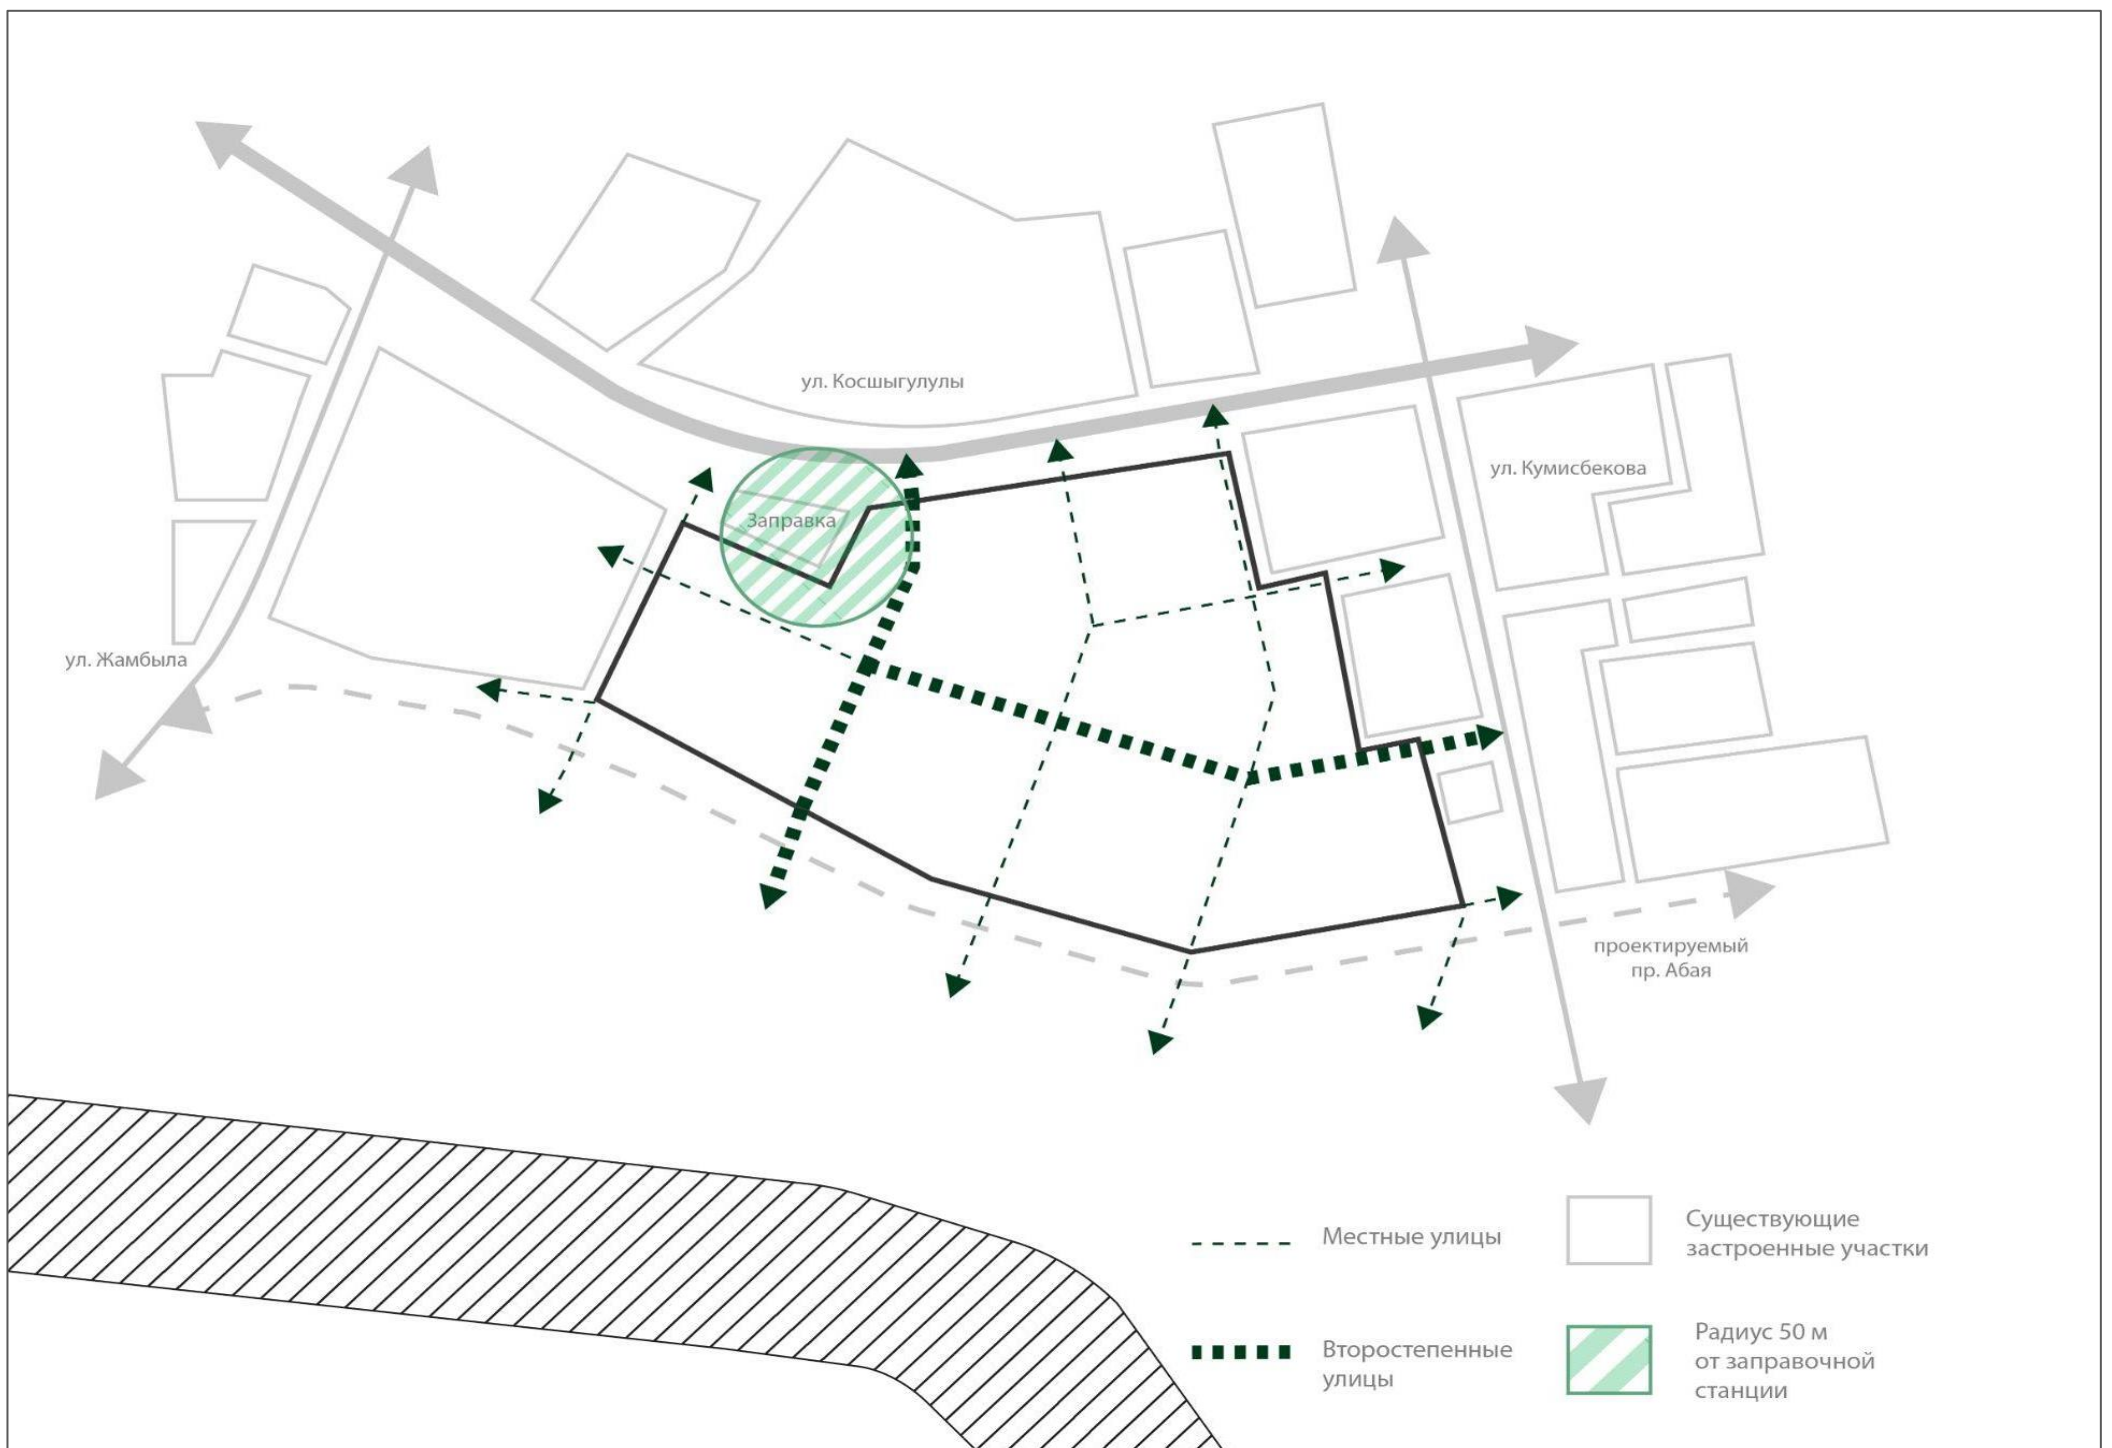 ул. Косшыгулулы
ул. Кумисбекова
Заправка
ул. Жамбыла
проектируемый
пр. Абая
Местные улицы
Существующие
застроенные участки
Второстепенные
улицы
Радиус 50 м
от заправочной
станции